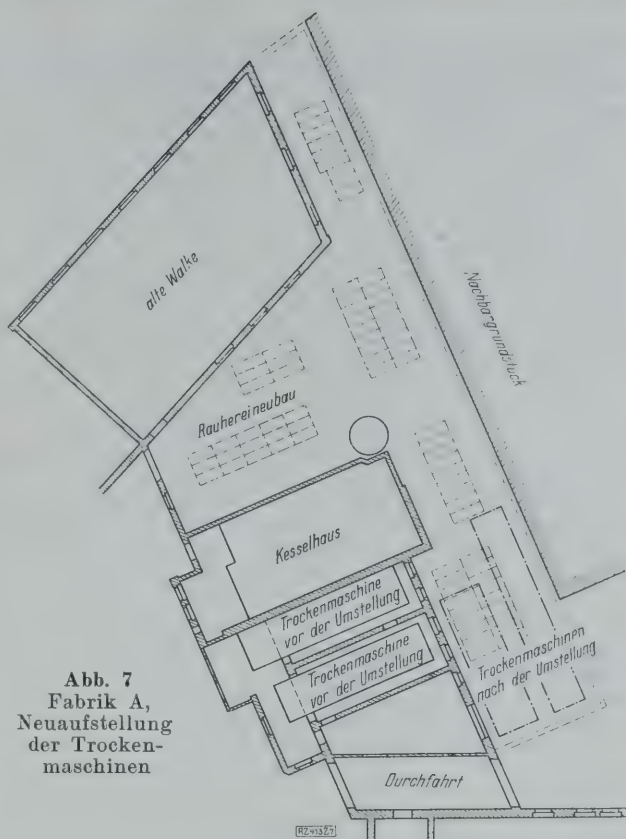 alte Walke
Nachbargrundstück
Rauhereineubau
Kesselhaus
Trockenmaschine
vor der Umstellung
Trockenmaschine
vor der Umstellung
Trockenmaschinen
nach der Umstellung
Durchfahrt
Abb. 7
Fabrik A,
Neuaufstellung
der Trocken-
maschinen